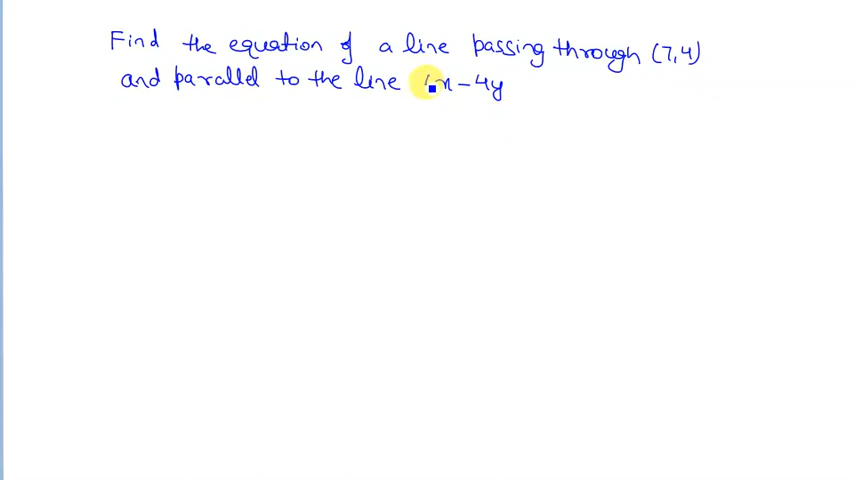 Find the equation of a line passing through (7,4)
and parallel to the line x - 4y